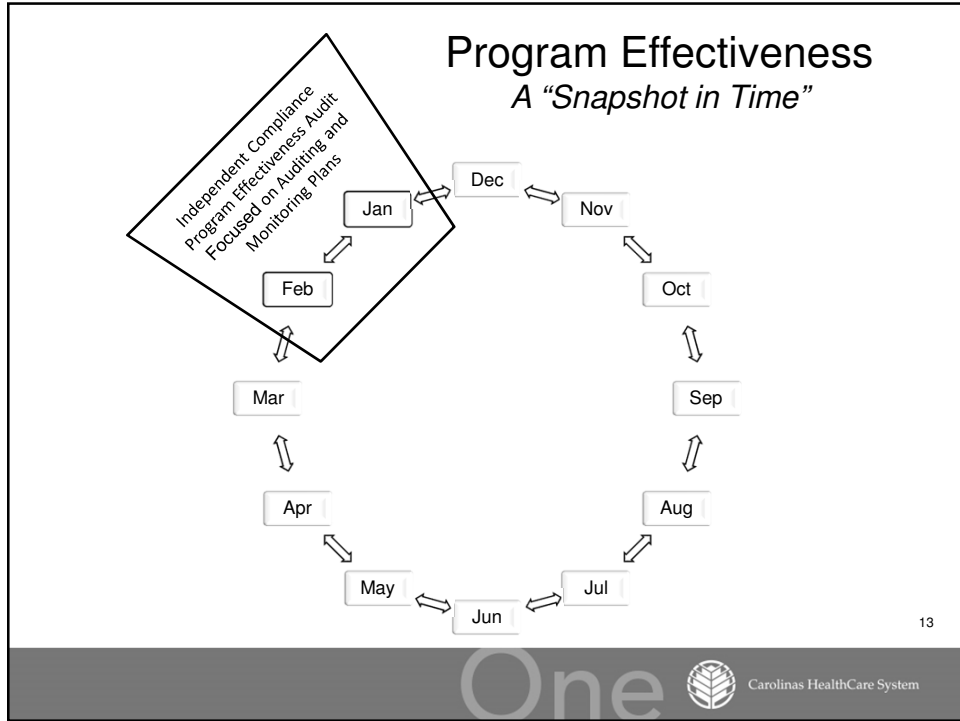 Program Effectiveness
A “Snapshot in Time”
Independent Compliance
Program Effectiveness Audit
Focused on Auditing and
Monitoring Plans
Dec
Jan
Nov
Feb
Oct
Mar
Sep
Apr
Aug
May
Jul
Jun
13
One
Carolinas HealthCare System